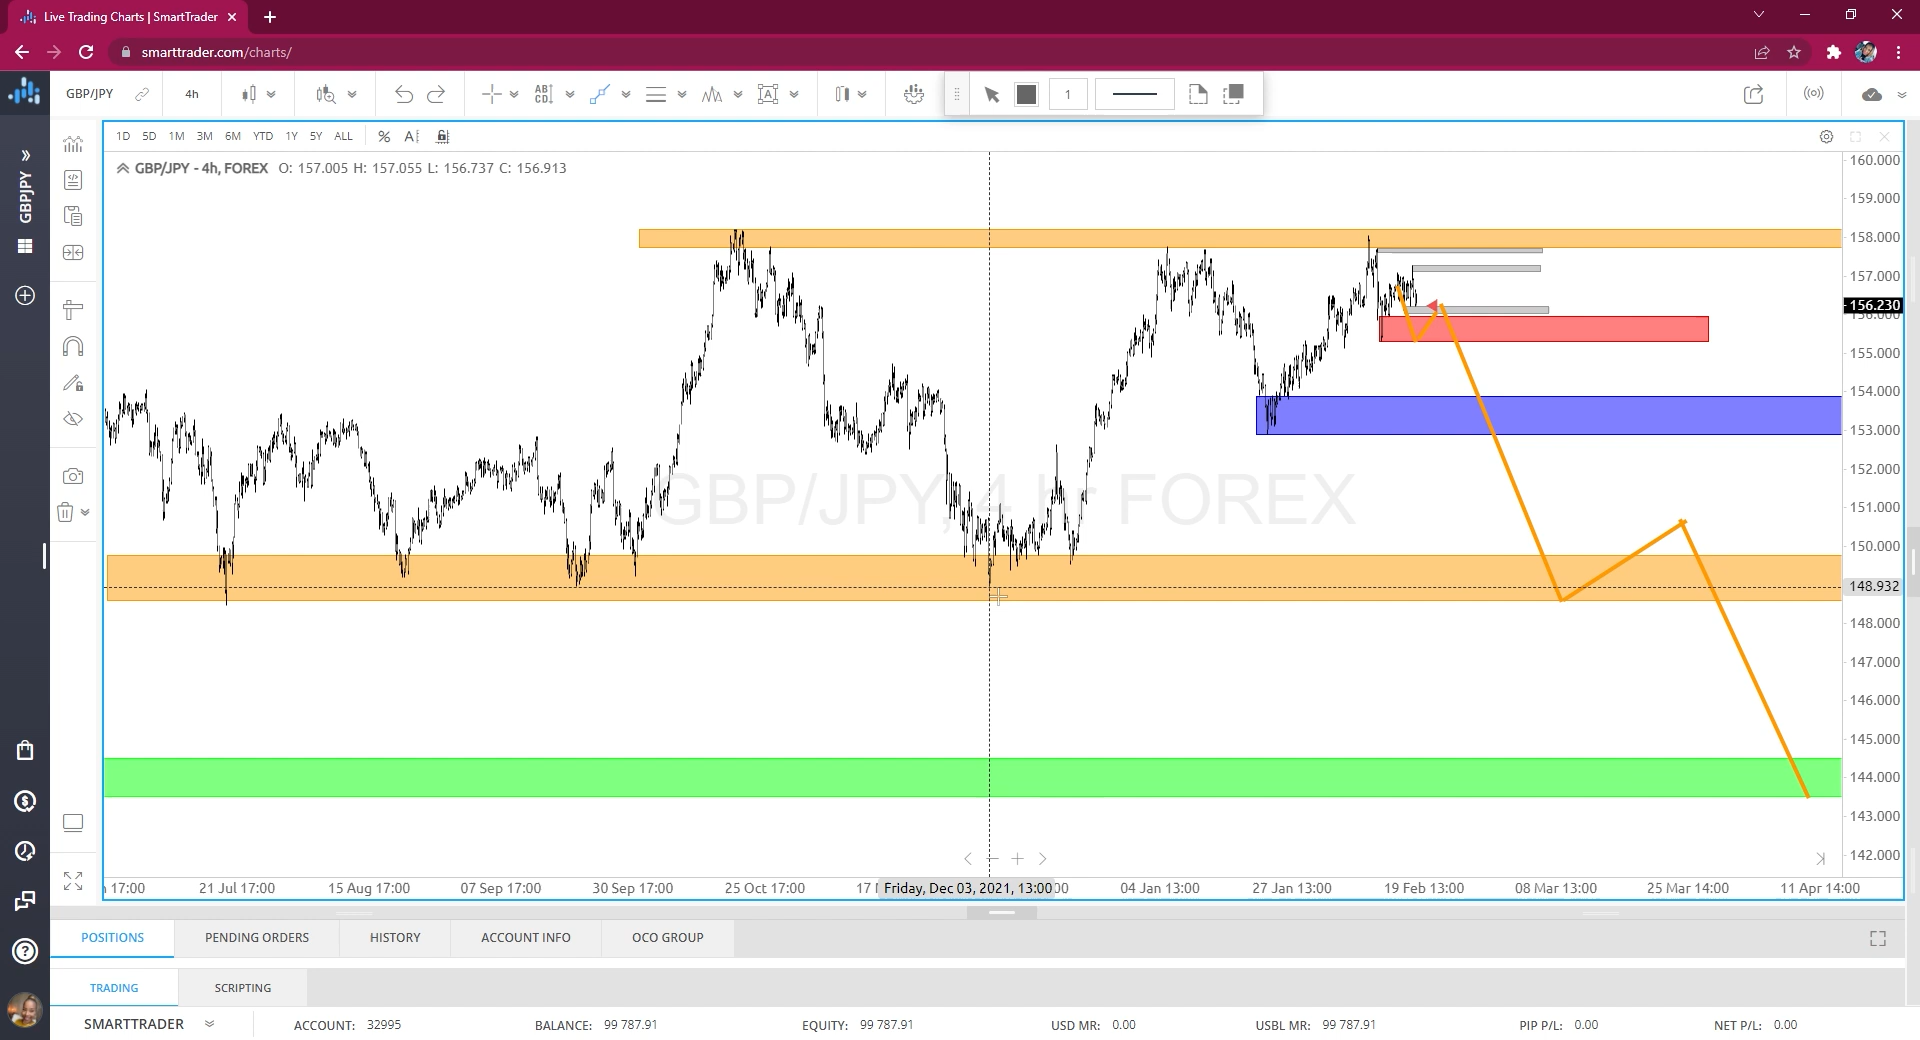 Live Trading Charts | SmartTrader
smarttrader.com/charts/
GBP/JPY 4h AB CD A 1
1D 5D 1M 3M 6M YTD 1Y 5Y ALL % A
GBP/JPY - 4h, FOREX O: 157.005 H: 157.055 L: 156.737 C: 156.913
GBPJPY
GBP/JPY, 4 hr FOREX
160.000
159.000
158.000
157.000
156.230
156.000
155.000
154.000
153.000
152.000
151.000
150.000
148.932
148.000
147.000
146.000
145.000
144.000
143.000
142.000
17:00 21 Jul 17:00 15 Aug 17:00 07 Sep 17:00 30 Sep 17:00 25 Oct 17:00 17 Friday, Dec 03, 2021, 13:00 04 Jan 13:00 27 Jan 13:00 19 Feb 13:00 08 Mar 13:00 25 Mar 14:00 11 Apr 14:00
POSITIONS PENDING ORDERS HISTORY ACCOUNT INFO OCO GROUP
TRADING SCRIPTING
SMARTTRADER ACCOUNT: 32995 BALANCE: 99 787.91 EQUITY: 99 787.91 USD MR: 0.00 USBL MR: 99 787.91 PIP P/L: 0.00 NET P/L: 0.00